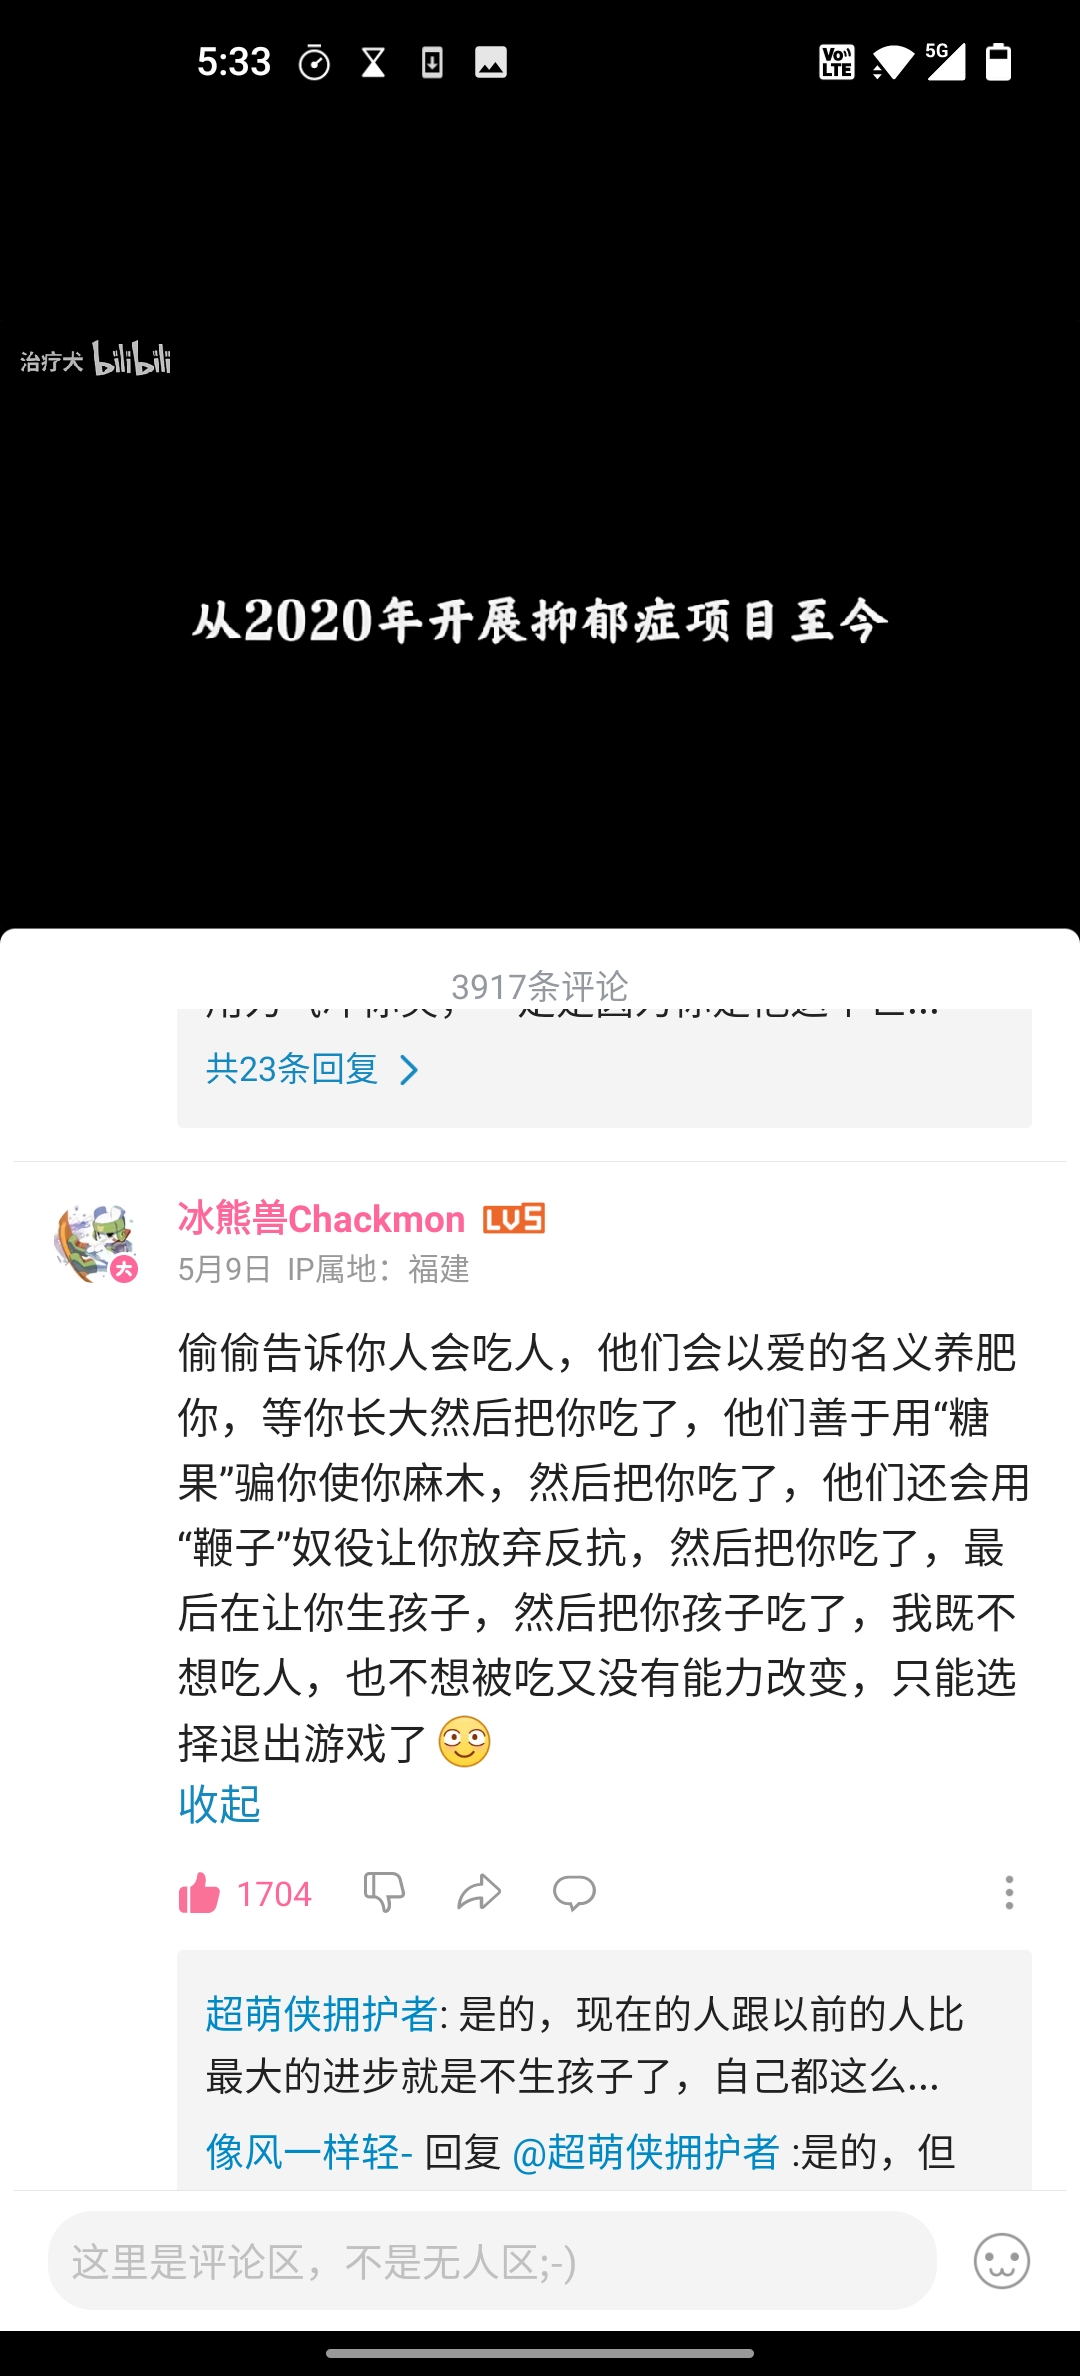 5:33
Vo LTE
5G
治疗犬 bilibili
从2020年开展抑郁症项目至今
3917条评论
共23条回复
冰熊兽Chackmon LV5
大
5月9日 IP属地：福建
偷偷告诉你人会吃人，他们会以爱的名义养肥
你，等你长大然后把你吃了，他们善于用“糖
果”骗你使你麻木，然后把你吃了，他们还会用
“鞭子”奴役让你放弃反抗，然后把你吃了，最
后在让你生孩子，然后把你孩子吃了，我既不
想吃人，也不想被吃又没有能力改变，只能选
择退出游戏了
收起
1704
超萌侠拥护者: 是的，现在的人跟以前的人比
最大的进步就是不生孩子了，自己都这么...
像风一样轻- 回复 @超萌侠拥护者 :是的，但
这里是评论区，不是无人区;-)